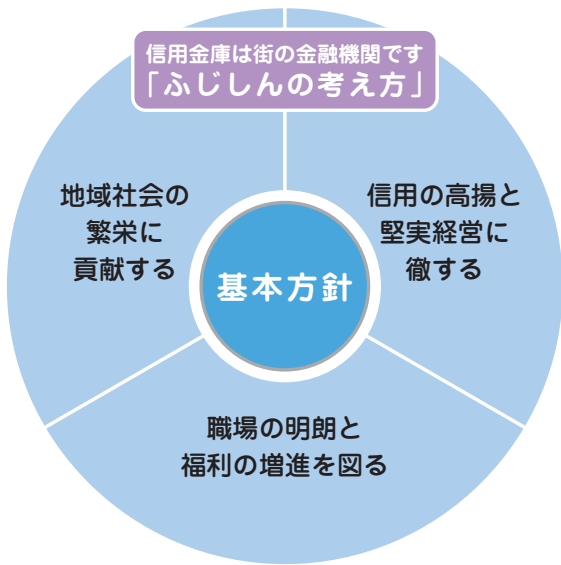 信用金庫は街の金融機関です
「ふじしんの考え方」
地域社会の
繁栄に
貢献する
信用の高揚と
堅実経営に
徹する
基本方針
職場の明朗と
福利の増進を図る